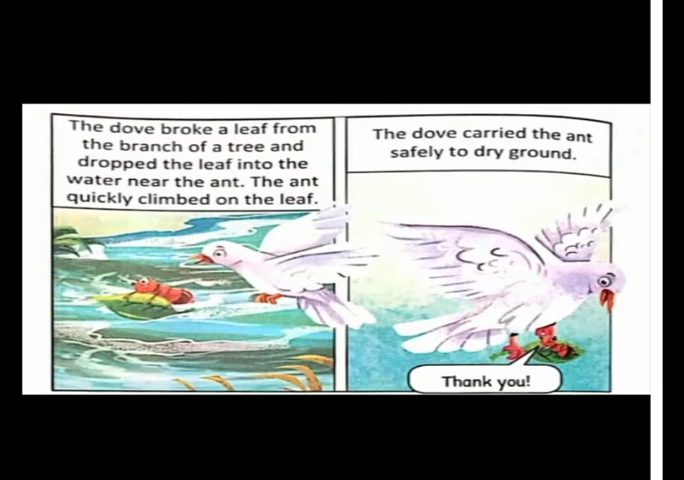 The dove broke a leaf from
the branch of a tree and
dropped the leaf into the
water near the ant. The ant
quickly climbed on the leaf.
The dove carried the ant
safely to dry ground.
Thank you!